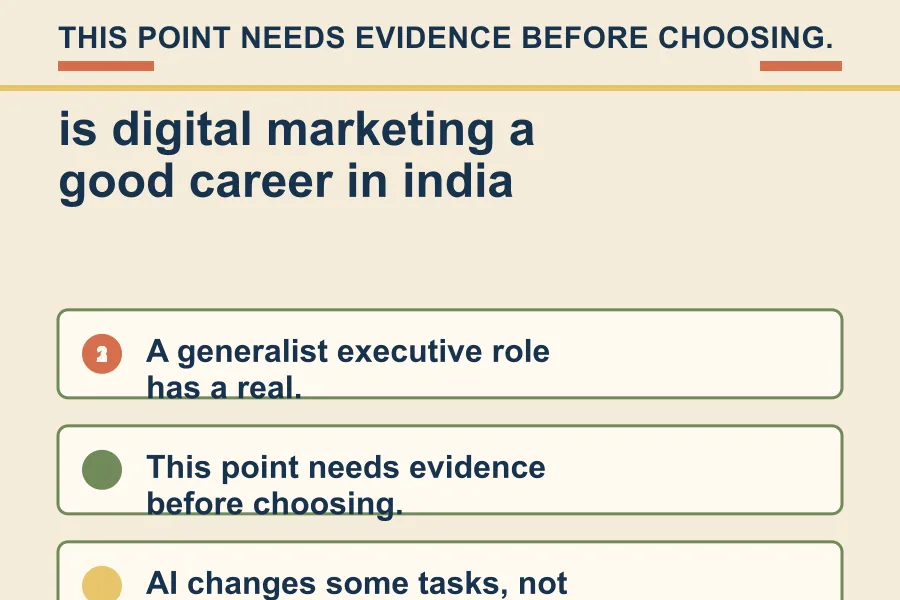 THIS POINT NEEDS EVIDENCE BEFORE CHOOSING.
is digital marketing a
good career in india
A generalist executive role
has a real.
This point needs evidence
before choosing.
AI changes some tasks, not